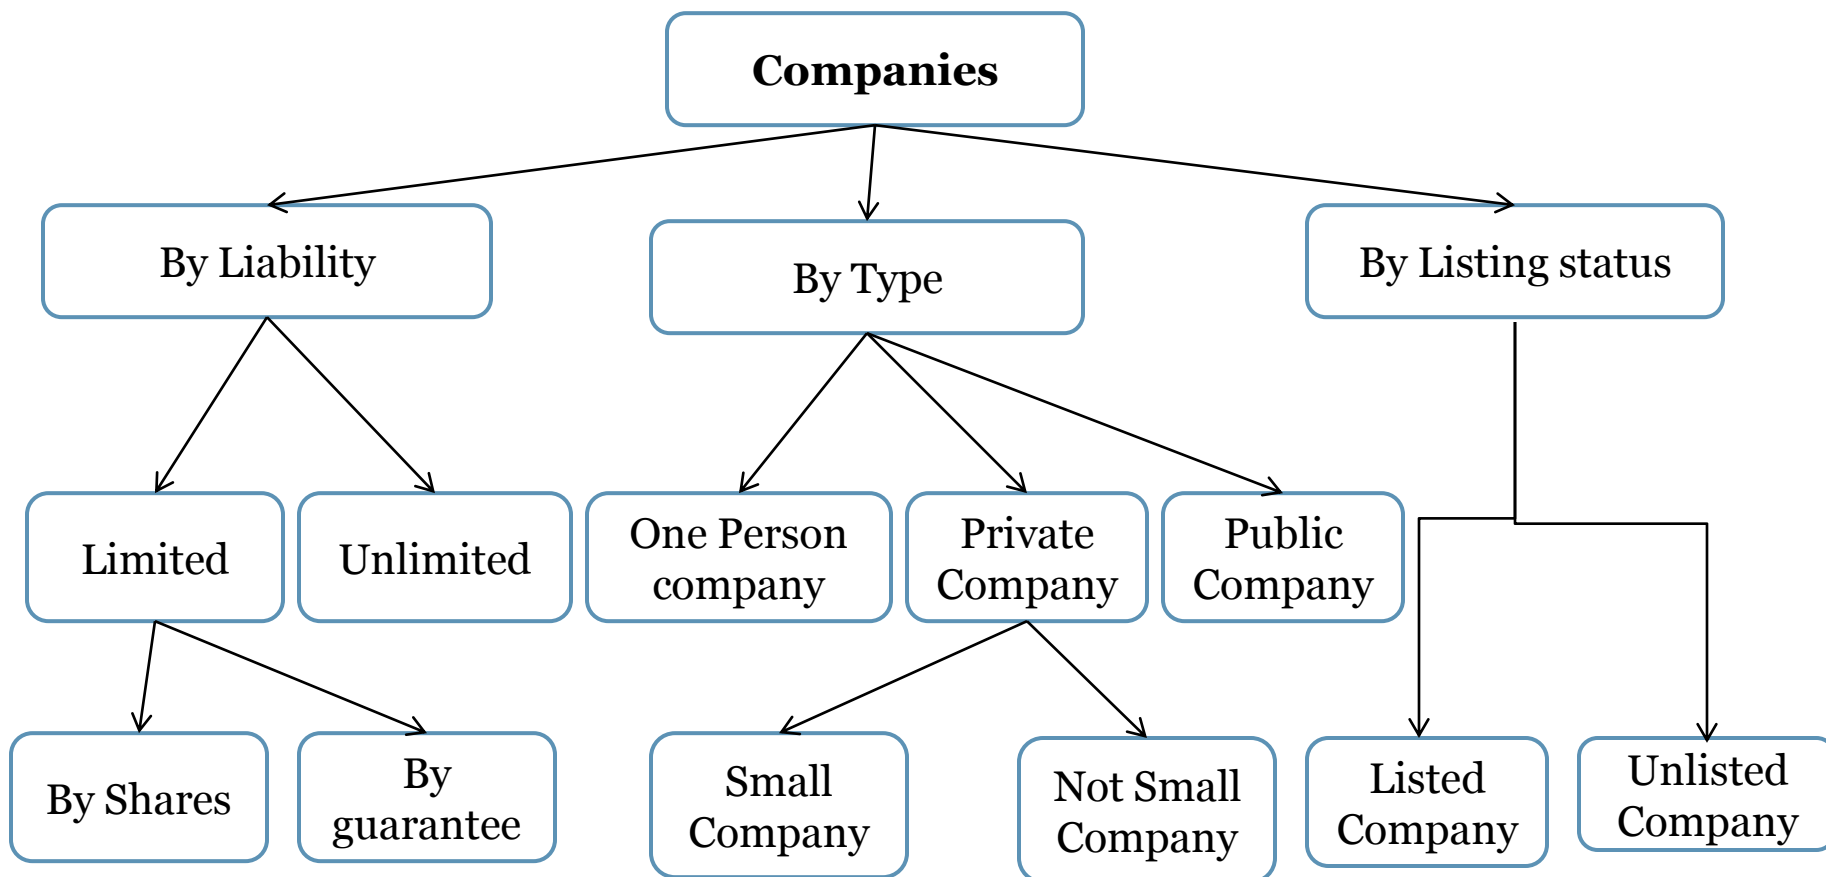 Companies
By Liability
By Type
By Listing status
Limited
Unlimited
One Person
company
Private
Company
Public
Company
By Shares
By
guarantee
Small
Company
Not Small
Company
Listed
Company
Unlisted
Company